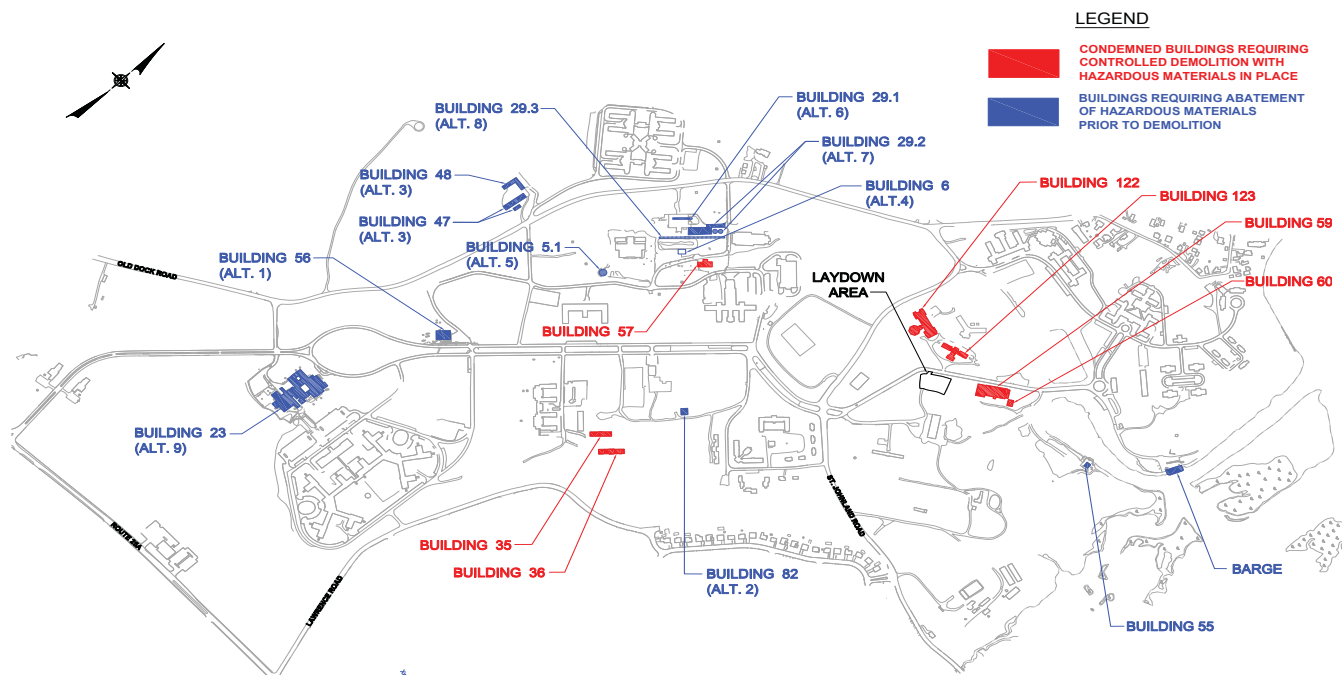 LEGEND
CONDEMNED BUILDINGS REQUIRING
CONTROLLED DEMOLITION WITH
HAZARDOUS MATERIALS IN PLACE
BUILDINGS REQUIRING ABATEMENT
OF HAZARDOUS MATERIALS
PRIOR TO DEMOLITION
BUILDING 29.3
(ALT. 8)
BUILDING 29.1
(ALT. 6)
BUILDING 29.2
(ALT. 7)
BUILDING 48
(ALT. 3)
BUILDING 6
(ALT.4)
BUILDING 122
BUILDING 123
BUILDING 59
BUILDING 47
(ALT. 3)
BUILDING 5.1
(ALT. 5)
BUILDING 56
(ALT. 1)
OLD DOCK ROAD
LAYDOWN
AREA
BUILDING 60
BUILDING 57
BUILDING 23
(ALT. 9)
ROUTE 25A
LAWRENCE ROAD
ST. JOHNLAND ROAD
BUILDING 35
BUILDING 36
BUILDING 82
(ALT. 2)
BARGE
BUILDING 55